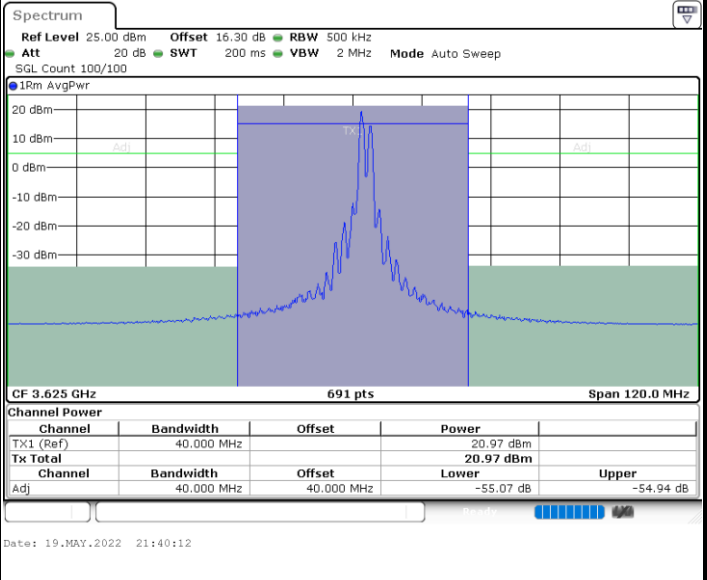 Spectrum
Ref Level 25.00 dBm Offset 16.30 dB RBW 500 kHz
Att 20 dB SWT 200 ms VBW 2 MHz Mode Auto Sweep
SGL Count 100/100
1Rm AvgPwr
20 dBm
TX1
10 dBm
Adj Adj
0 dBm
-10 dBm
-20 dBm
-30 dBm
CF 3.625 GHz 691 pts Span 120.0 MHz
Channel Power
Channel Bandwidth Offset Power
TX1 (Ref) 40.000 MHz 20.97 dBm
Tx Total 20.97 dBm
Channel Bandwidth Offset Lower Upper
Adj 40.000 MHz 40.000 MHz -55.07 dB -54.94 dB
Ready
Date: 19.MAY.2022 21:40:12